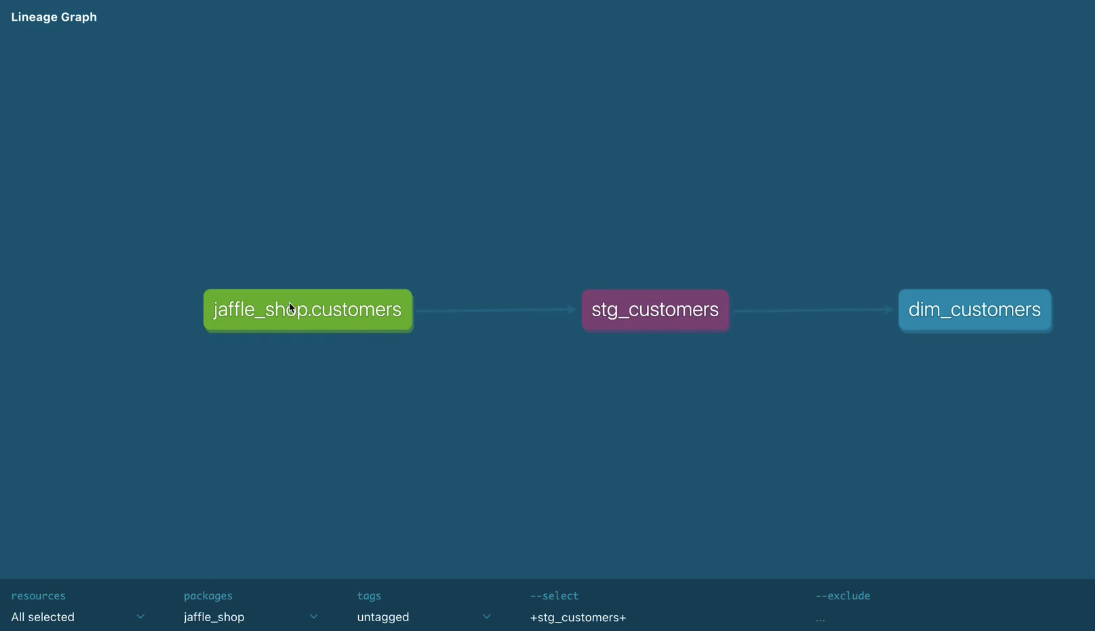 Lineage Graph
jaffle_shop.customers
stg_customers
dim_customers
resources
packages
tags
--select
--exclude
All selected
jaffle_shop
untagged
+stg_customers+
...